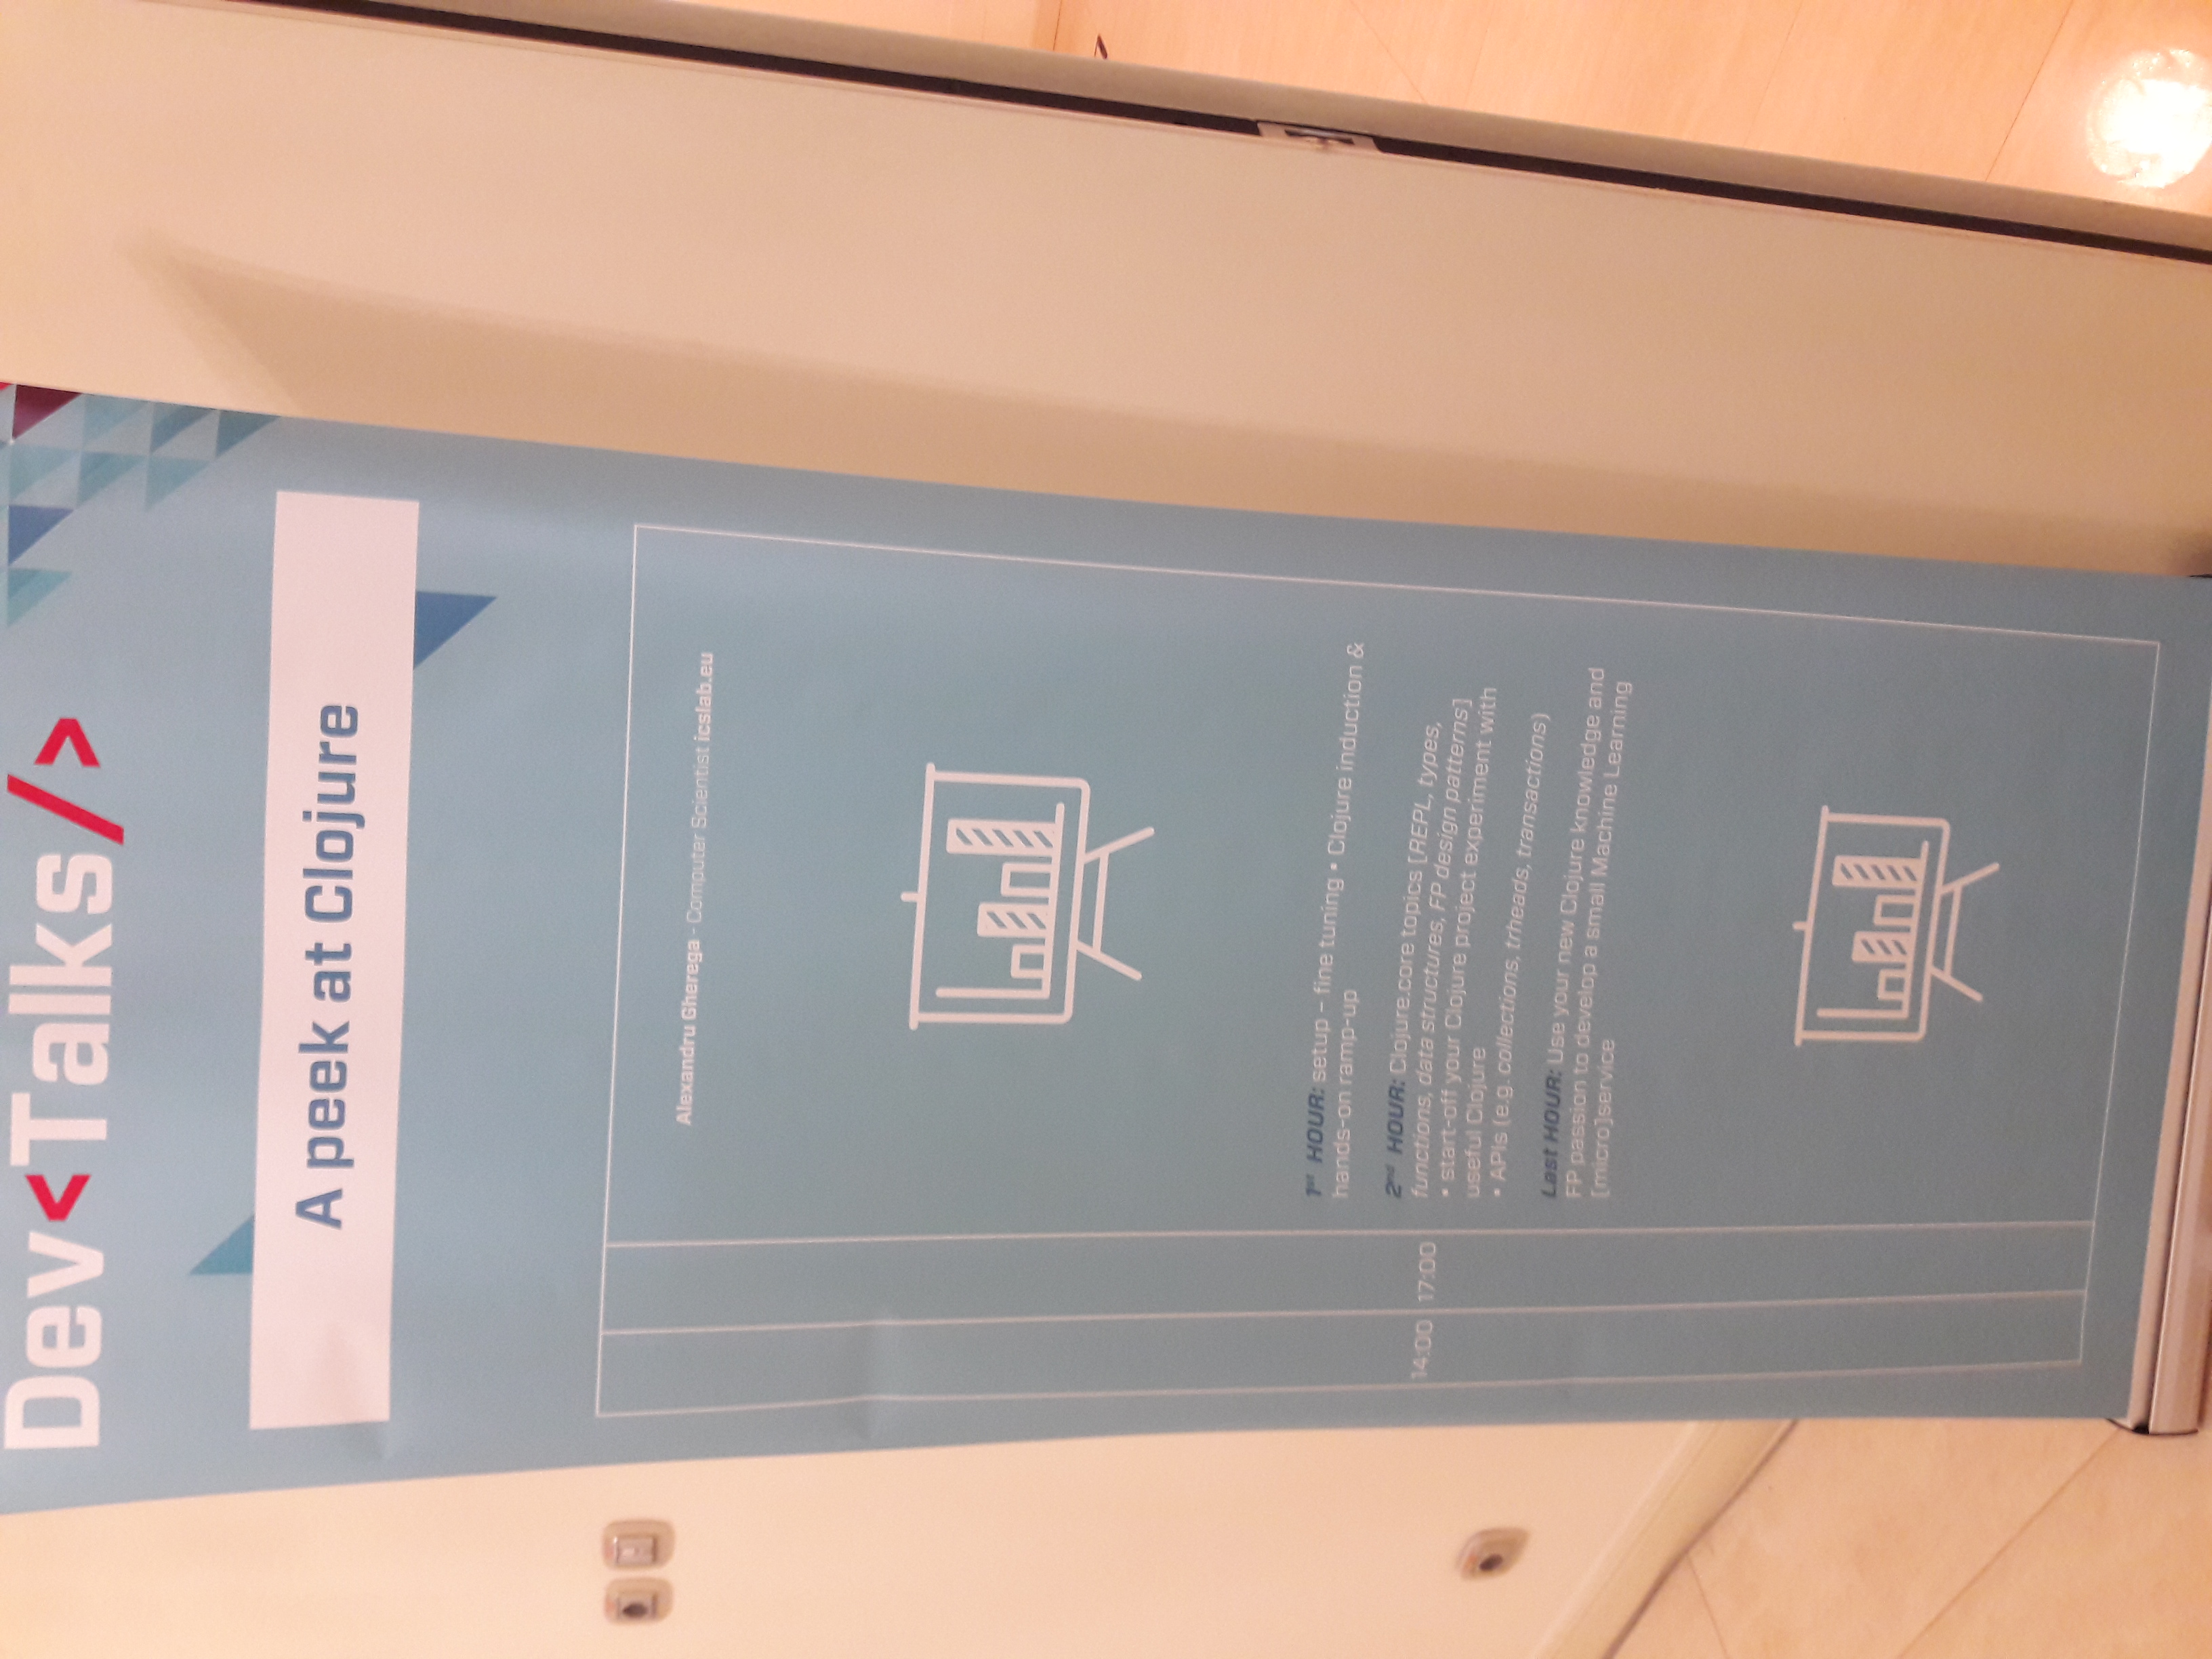 Dev<Talks/>
A peek at Clojure
Alexandru Gherega - Computer Scientist icslab.eu
14:00 17:00
1st HOUR: setup – fine tuning • Clojure induction &
hands-on ramp-up
2nd HOUR: Clojure.core topics [REPL, types,
functions, data structures, FP design patterns]
• start-off your Clojure project experiment with
useful Clojure
• APIs (e.g. collections, trheads, transactions)
Last HOUR: Use your new Clojure knowledge and
FP passion to develop a small Machine Learning
[micro]service